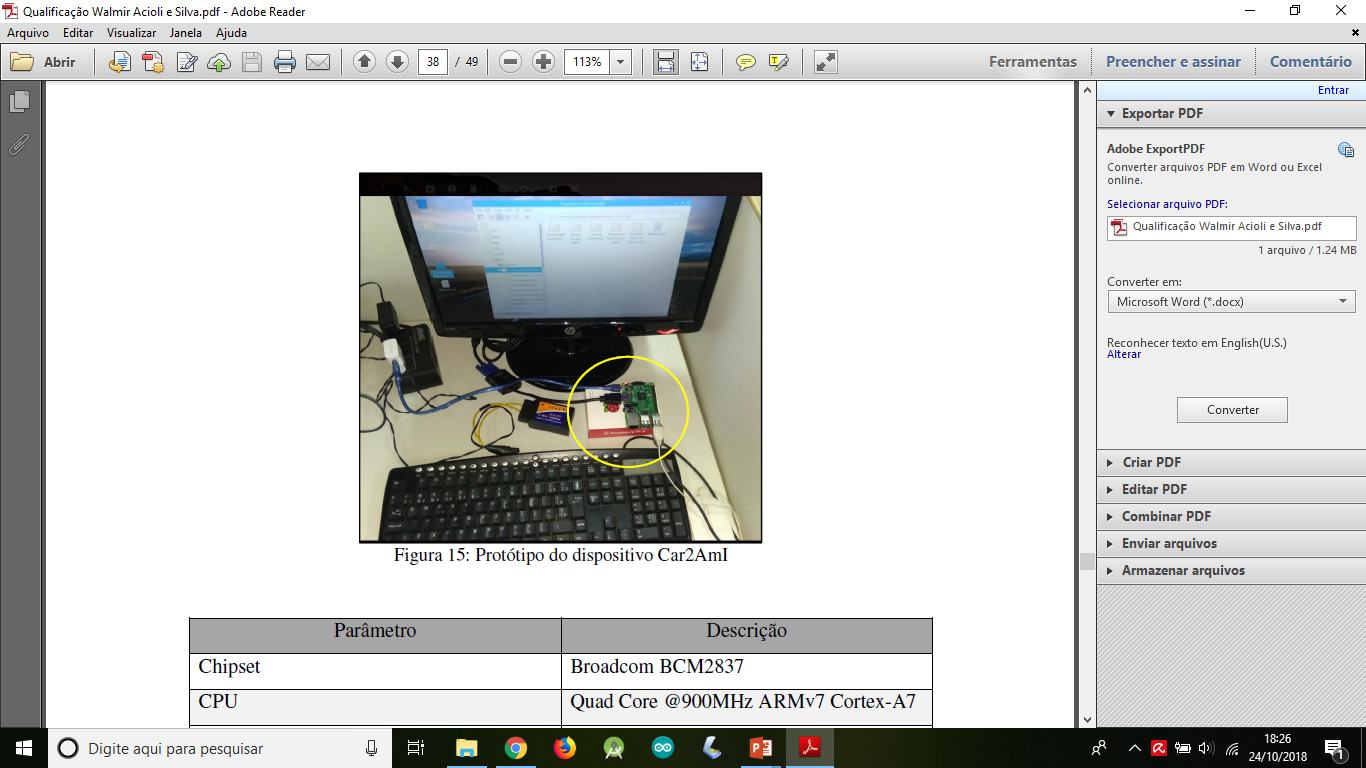 Qualificação Walmir Acioli e Silva.pdf - Adobe Reader
Arquivo Editar Visualizar Janela Ajuda
Abrir 38 / 49 113% Ferramentas Preencher e assinar Comentário
Entrar
Exportar PDF
Adobe ExportPDF
Converter arquivos PDF em Word ou Excel
online.
Selecionar arquivo PDF:
Qualificação Walmir Acioli e Silva.pdf
1 arquivo / 1.24 MB
Converter em:
Microsoft Word (*.docx)
Reconhecer texto em English(U.S.)
Alterar
Converter
Criar PDF
Editar PDF
Combinar PDF
Enviar arquivos
Armazenar arquivos
hp
Figura 15: Protótipo do dispositivo Car2AmI
Parâmetro Descrição
Chipset Broadcom BCM2837
CPU Quad Core @900MHz ARMv7 Cortex-A7
Digite aqui para pesquisar
18:26
24/10/2018
1